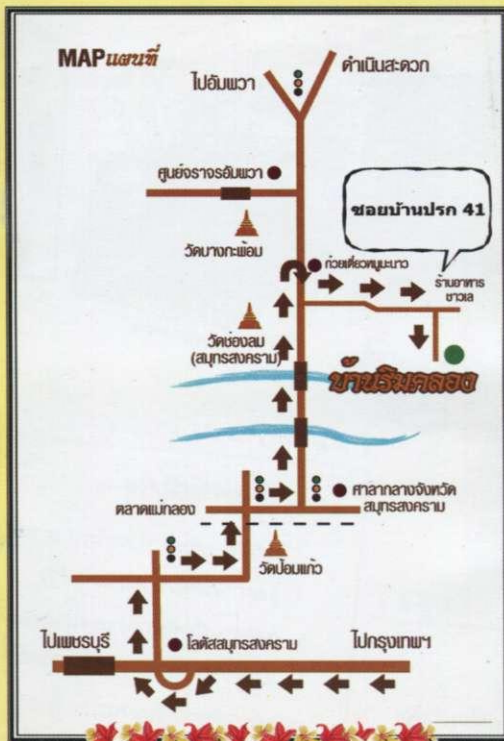 MAPแผนที่
ดำเนินสะดวก
ไปอัมพวา
ศูนย์จราจรอัมพวา
ซอยบ้านปรก 41
วัดบางกะพ้อม
ก๋วยเตี๋ยวหมูมะนาว
ร้านอาหาร
ชาวเล
วัดช่องลม
(สมุทรสงคราม)
บ้านริมคลอง
ตลาดแม่กลอง
ศาลากลางจังหวัด
สมุทรสงคราม
วัดป้อมแก้ว
ไปเพชรบุรี
โลตัสสมุทรสงคราม
ไปกรุงเทพฯ